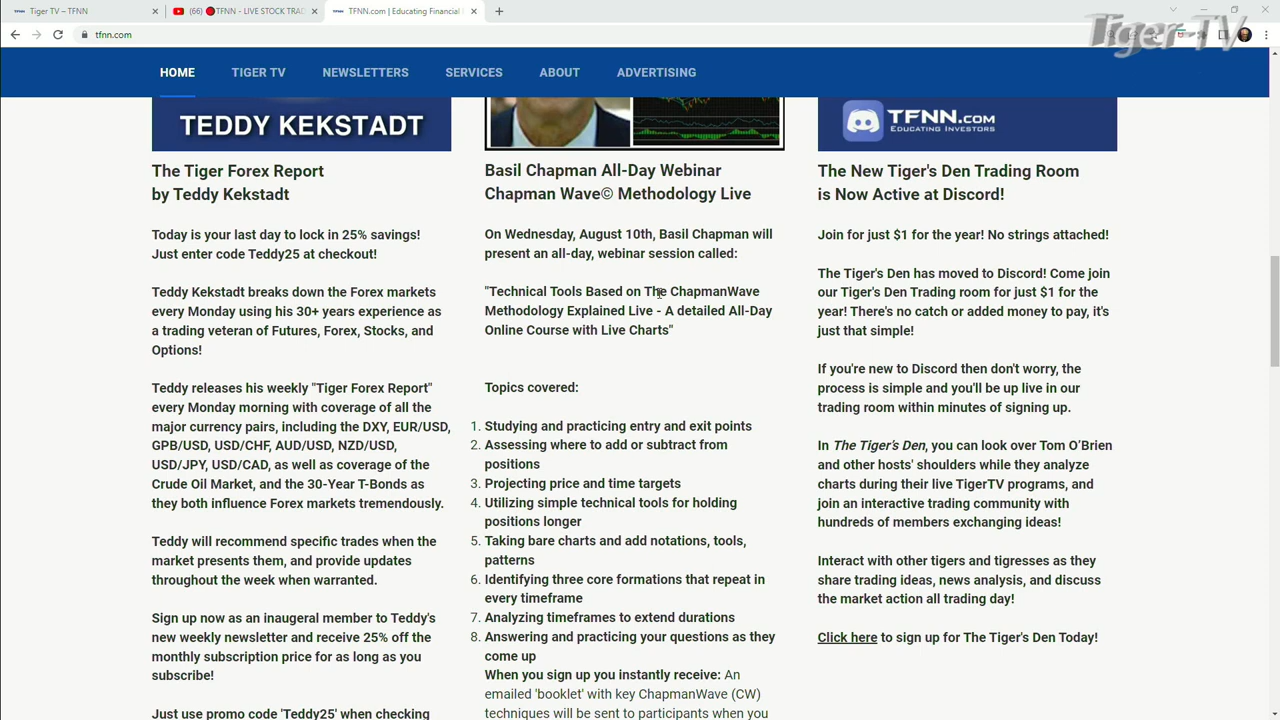 Tiger TV – TFNN
(66) 🔴TFNN - LIVE STOCK TRAD
TFNN.com | Educating Financial
tfnn.com
Tiger TV
HOME
TIGER TV
NEWSLETTERS
SERVICES
ABOUT
ADVERTISING
TEDDY KEKSTADT
The Tiger Forex Report
by Teddy Kekstadt
Today is your last day to lock in 25% savings!
Just enter code Teddy25 at checkout!
Teddy Kekstadt breaks down the Forex markets
every Monday using his 30+ years experience as
a trading veteran of Futures, Forex, Stocks, and
Options!
Teddy releases his weekly "Tiger Forex Report"
every Monday morning with coverage of all the
major currency pairs, including the DXY, EUR/USD,
GPB/USD, USD/CHF, AUD/USD, NZD/USD,
USD/JPY, USD/CAD, as well as coverage of the
Crude Oil Market, and the 30-Year T-Bonds as
they both influence Forex markets tremendously.
Teddy will recommend specific trades when the
market presents them, and provide updates
throughout the week when warranted.
Sign up now as an inaugeral member to Teddy's
new weekly newsletter and receive 25% off the
monthly subscription price for as long as you
subscribe!
Just use promo code 'Teddy25' when checking
Basil Chapman All-Day Webinar
Chapman Wave© Methodology Live
On Wednesday, August 10th, Basil Chapman will
present an all-day, webinar session called:
"Technical Tools Based on The ChapmanWave
Methodology Explained Live - A detailed All-Day
Online Course with Live Charts"
Topics covered:
1. Studying and practicing entry and exit points
2. Assessing where to add or subtract from
positions
3. Projecting price and time targets
4. Utilizing simple technical tools for holding
positions longer
5. Taking bare charts and add notations, tools,
patterns
6. Identifying three core formations that repeat in
every timeframe
7. Analyzing timeframes to extend durations
8. Answering and practicing your questions as they
come up
When you sign up you instantly receive: An
emailed 'booklet' with key ChapmanWave (CW)
techniques will be sent to participants when you
TFNN.COM
EDUCATING INVESTORS
The New Tiger's Den Trading Room
is Now Active at Discord!
Join for just $1 for the year! No strings attached!
The Tiger's Den has moved to Discord! Come join
our Tiger's Den Trading room for just $1 for the
year! There's no catch or added money to pay, it's
just that simple!
If you're new to Discord then don't worry, the
process is simple and you'll be up live in our
trading room within minutes of signing up.
In The Tiger's Den, you can look over Tom O'Brien
and other hosts' shoulders while they analyze
charts during their live TigerTV programs, and
join an interactive trading community with
hundreds of members exchanging ideas!
Interact with other tigers and tigresses as they
share trading ideas, news analysis, and discuss
the market action all trading day!
Click here to sign up for The Tiger's Den Today!